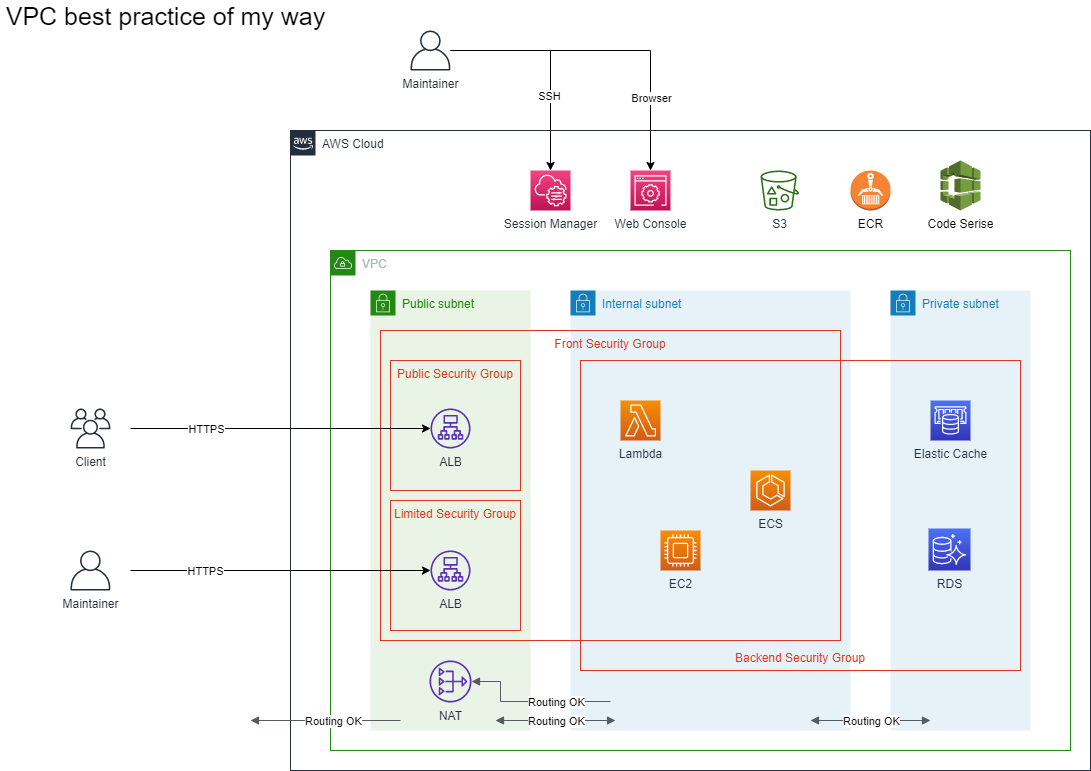 VPC best practice of my way
Maintainer
SSH
Browser
aws
AWS Cloud
Session Manager
Web Console
S3
ECR
Code Serise
VPC
Public subnet
Internal subnet
Private subnet
Front Security Group
Public Security Group
Client
HTTPS
ALB
Lambda
Elastic Cache
Limited Security Group
ECS
Maintainer
HTTPS
ALB
EC2
RDS
Backend Security Group
NAT
Routing OK
Routing OK
Routing OK
Routing OK